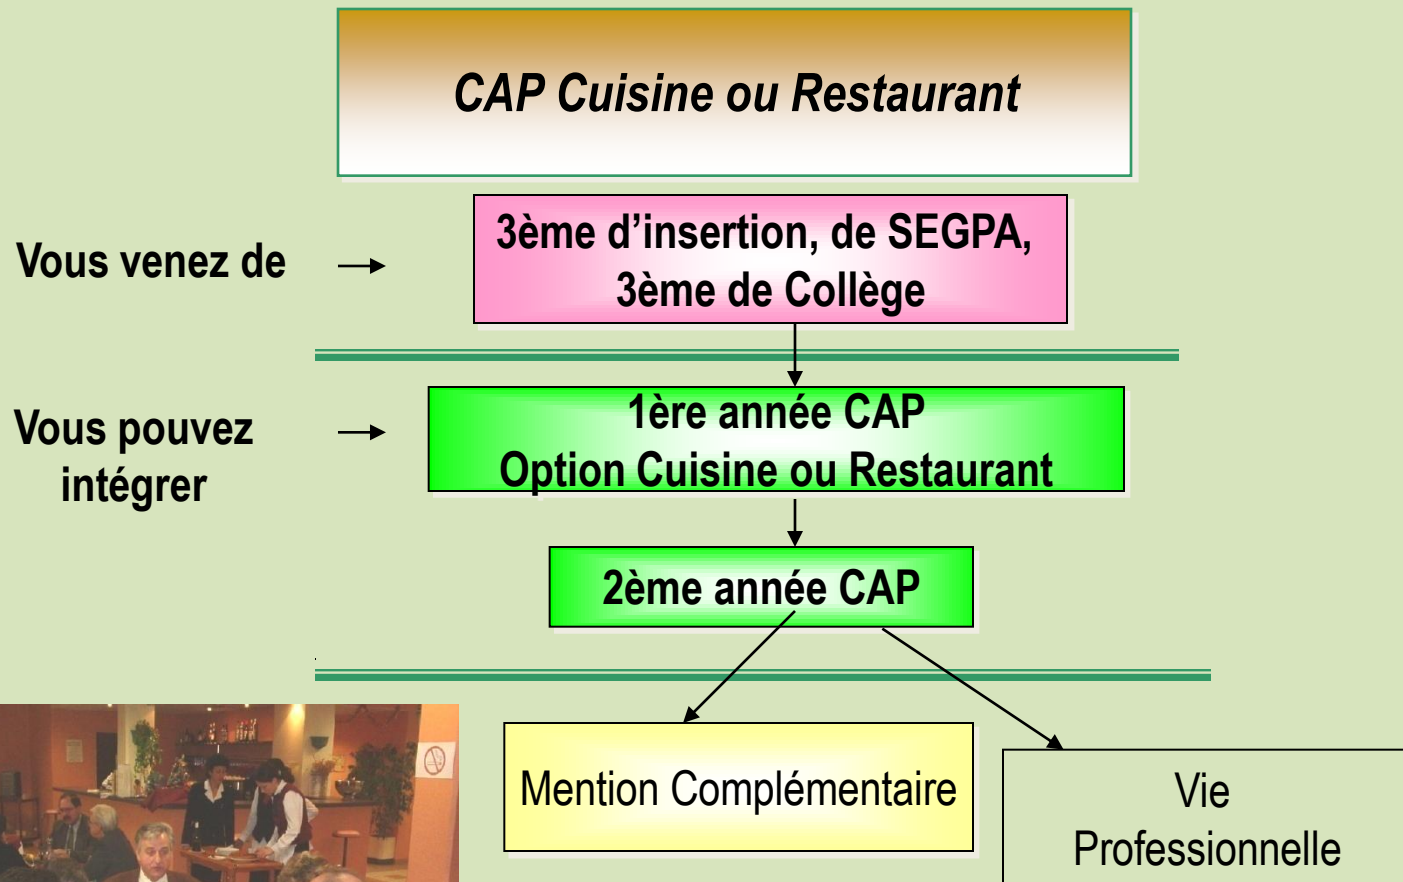 CAP Cuisine ou Restaurant
Vous venez de
3ème d’insertion, de SEGPA,
3ème de Collège
Vous pouvez
intégrer
1ère année CAP
Option Cuisine ou Restaurant
2ème année CAP
Mention Complémentaire
Vie
Professionnelle